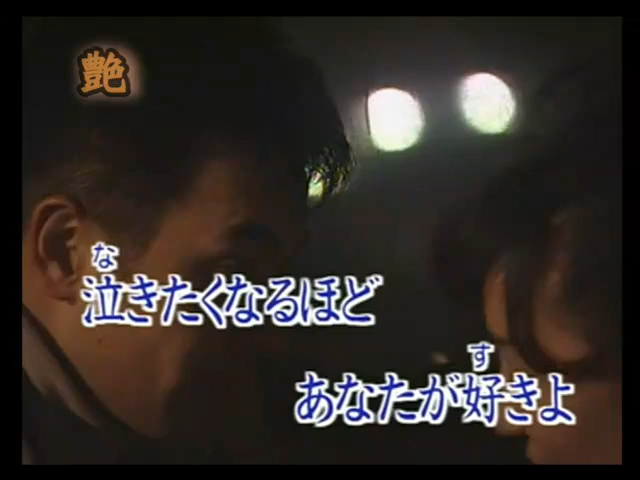 艶
な
泣きたくなるほど
す
あなたが好きよ